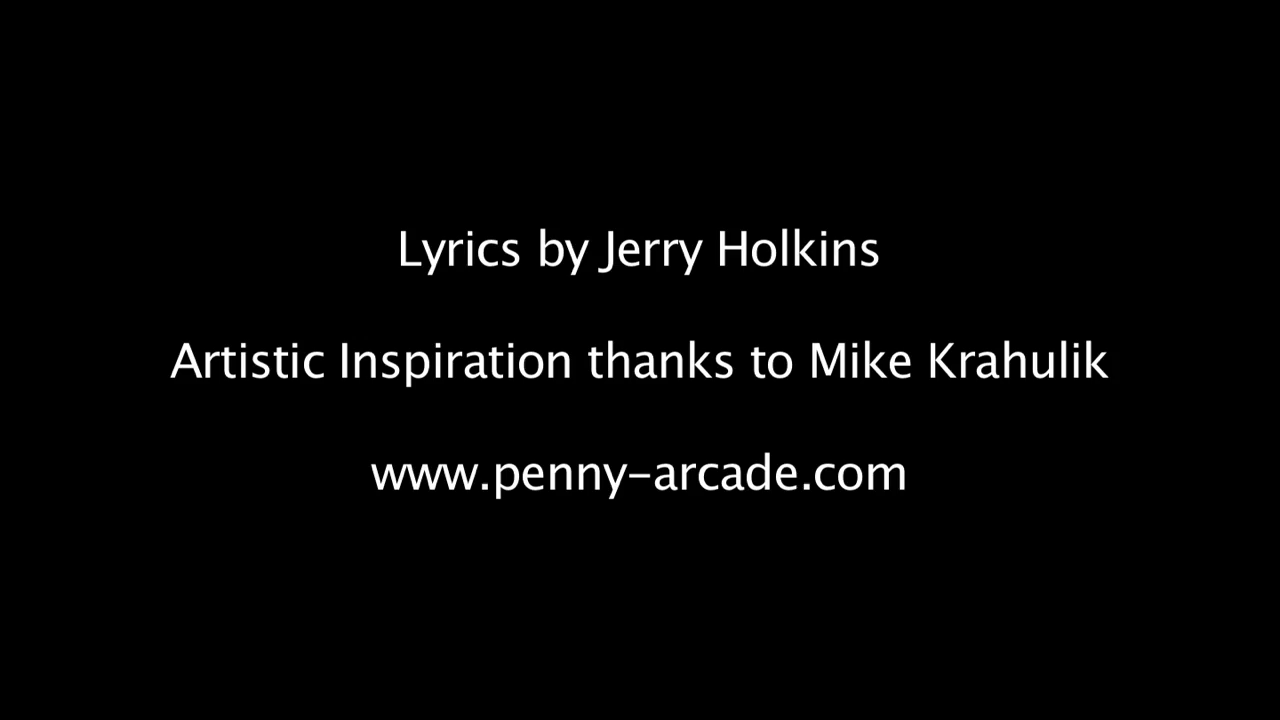 Lyrics by Jerry Holkins
Artistic Inspiration thanks to Mike Krahulik
www.penny-arcade.com